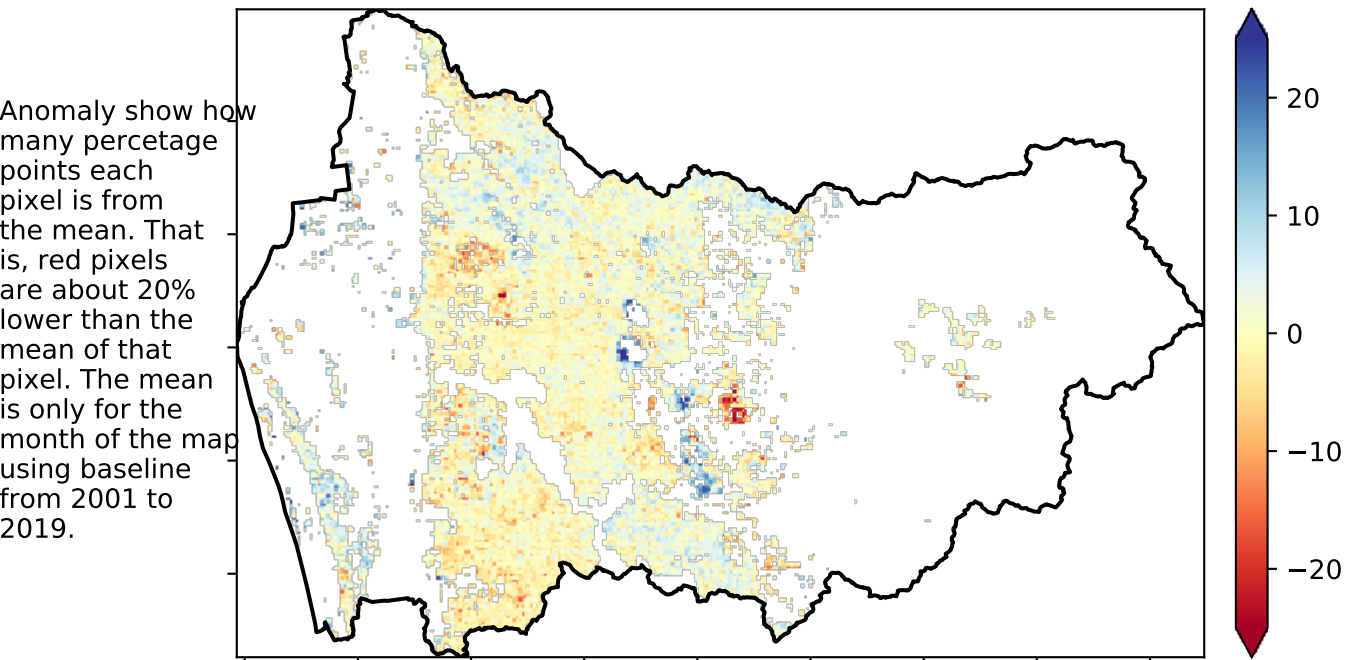 Anomaly show how
many percetage
points each
pixel is from
the mean. That
is, red pixels
are about 20%
lower than the
mean of that
pixel. The mean
is only for the
month of the map
using baseline
from 2001 to
2019.
20
10
0
−10
−20